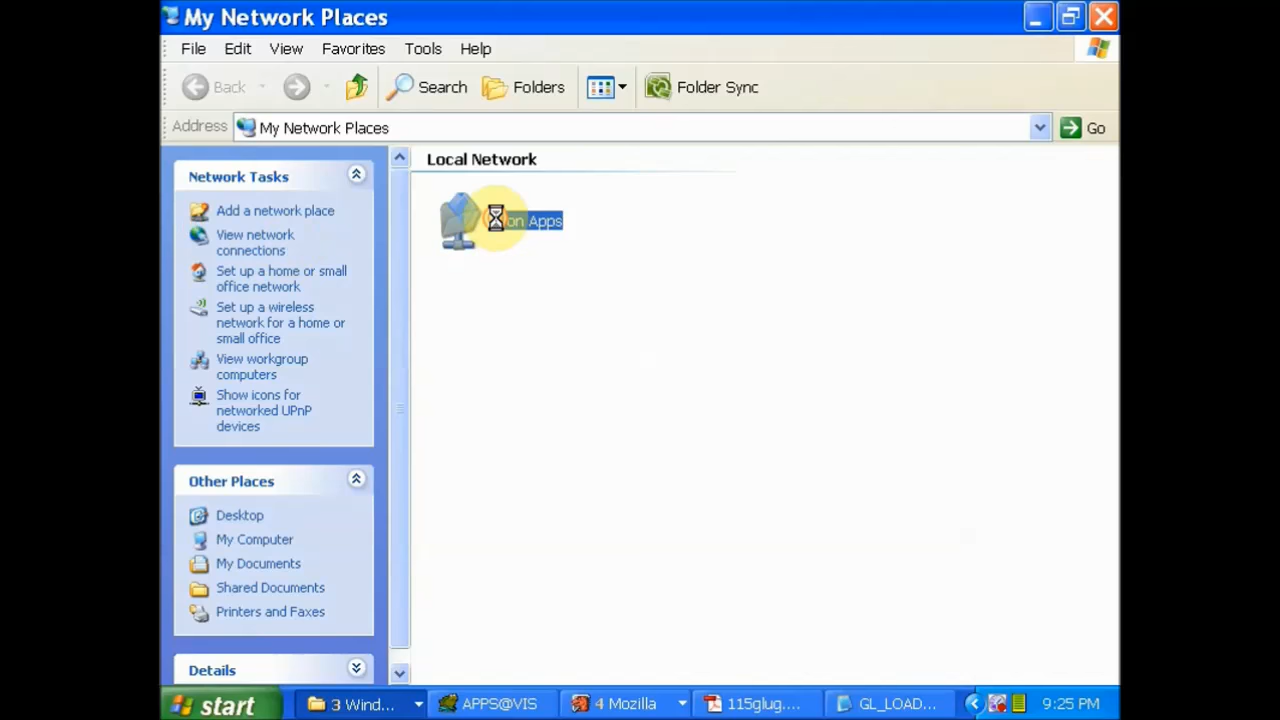 My Network Places
File Edit View Favorites Tools Help
Back Search Folders Folder Sync
Address My Network Places Go
Network Tasks
Add a network place
View network
connections
Set up a home or small
office network
Set up a wireless
network for a home or
small office
View workgroup
computers
Show icons for
networked UPnP
devices
Other Places
Desktop
My Computer
My Documents
Shared Documents
Printers and Faxes
Details
Local Network
on Apps
start 3 Wind... APPS@VIS 4 Mozilla 115glug.... GL_LOAD... 9:25 PM